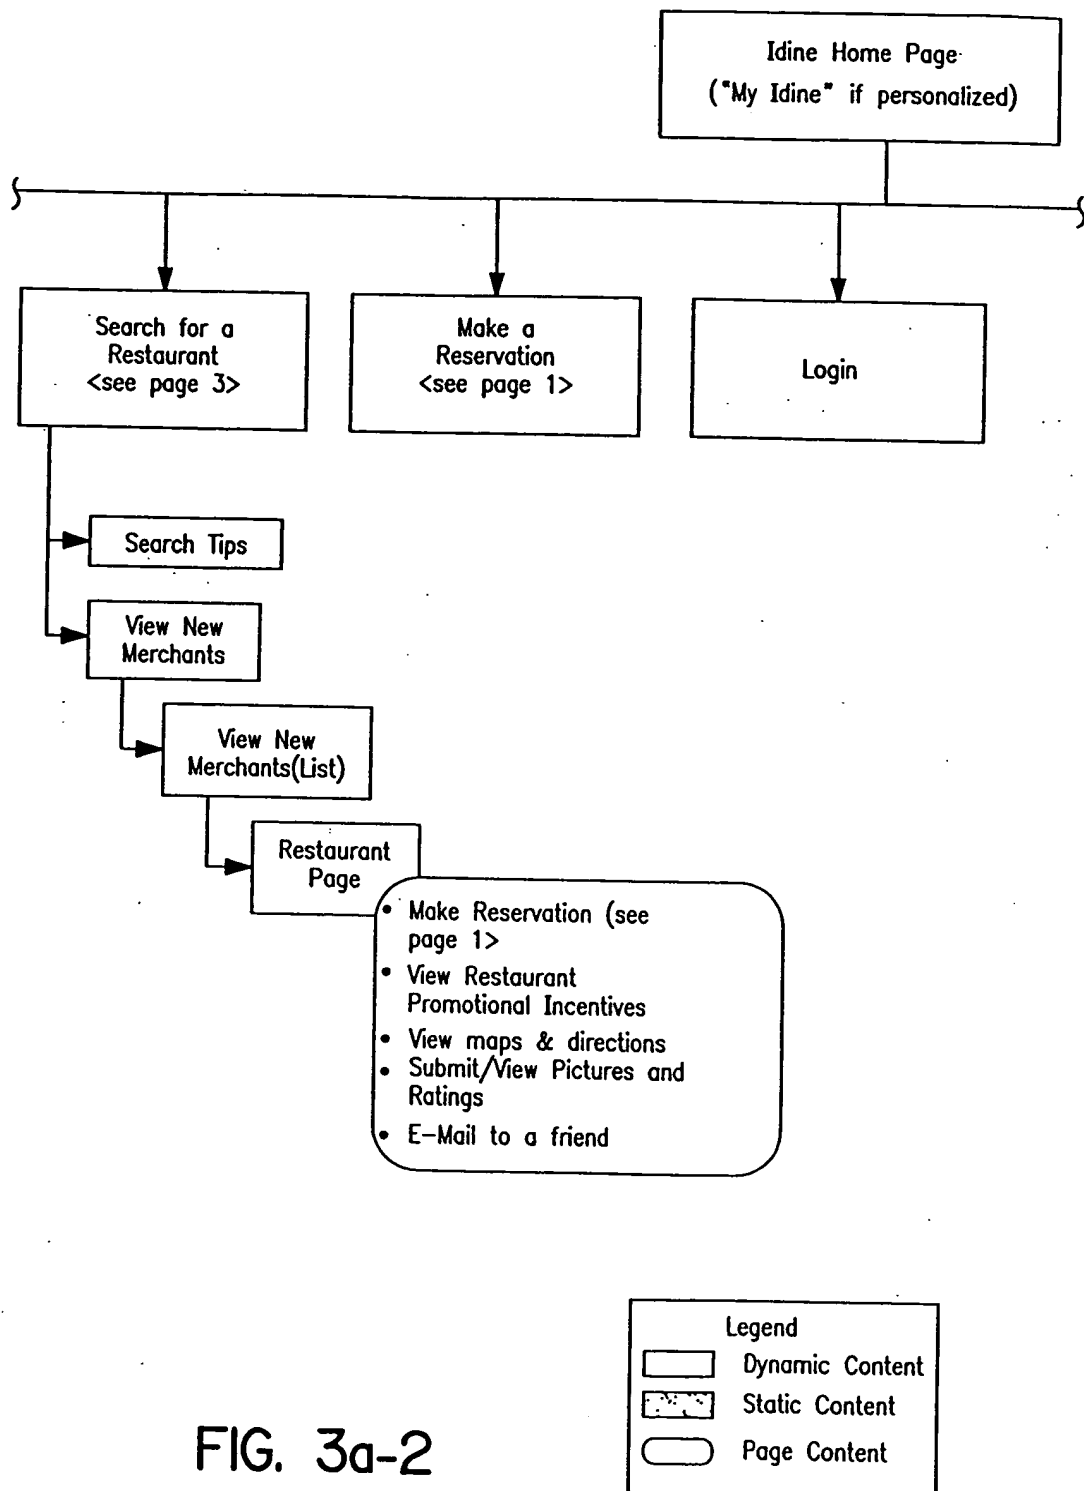 Idine Home Page
("My Idine" if personalized)
Search for a
Restaurant
<see page 3>
Make a
Reservation
<see page 1>
Login
Search Tips
View New
Merchants
View New
Merchants(List)
Restaurant
Page
• Make Reservation (see
page 1>
• View Restaurant
Promotional Incentives
• View maps & directions
• Submit/View Pictures and
Ratings
• E-Mail to a friend
Legend
Dynamic Content
Static Content
Page Content
FIG. 3a-2